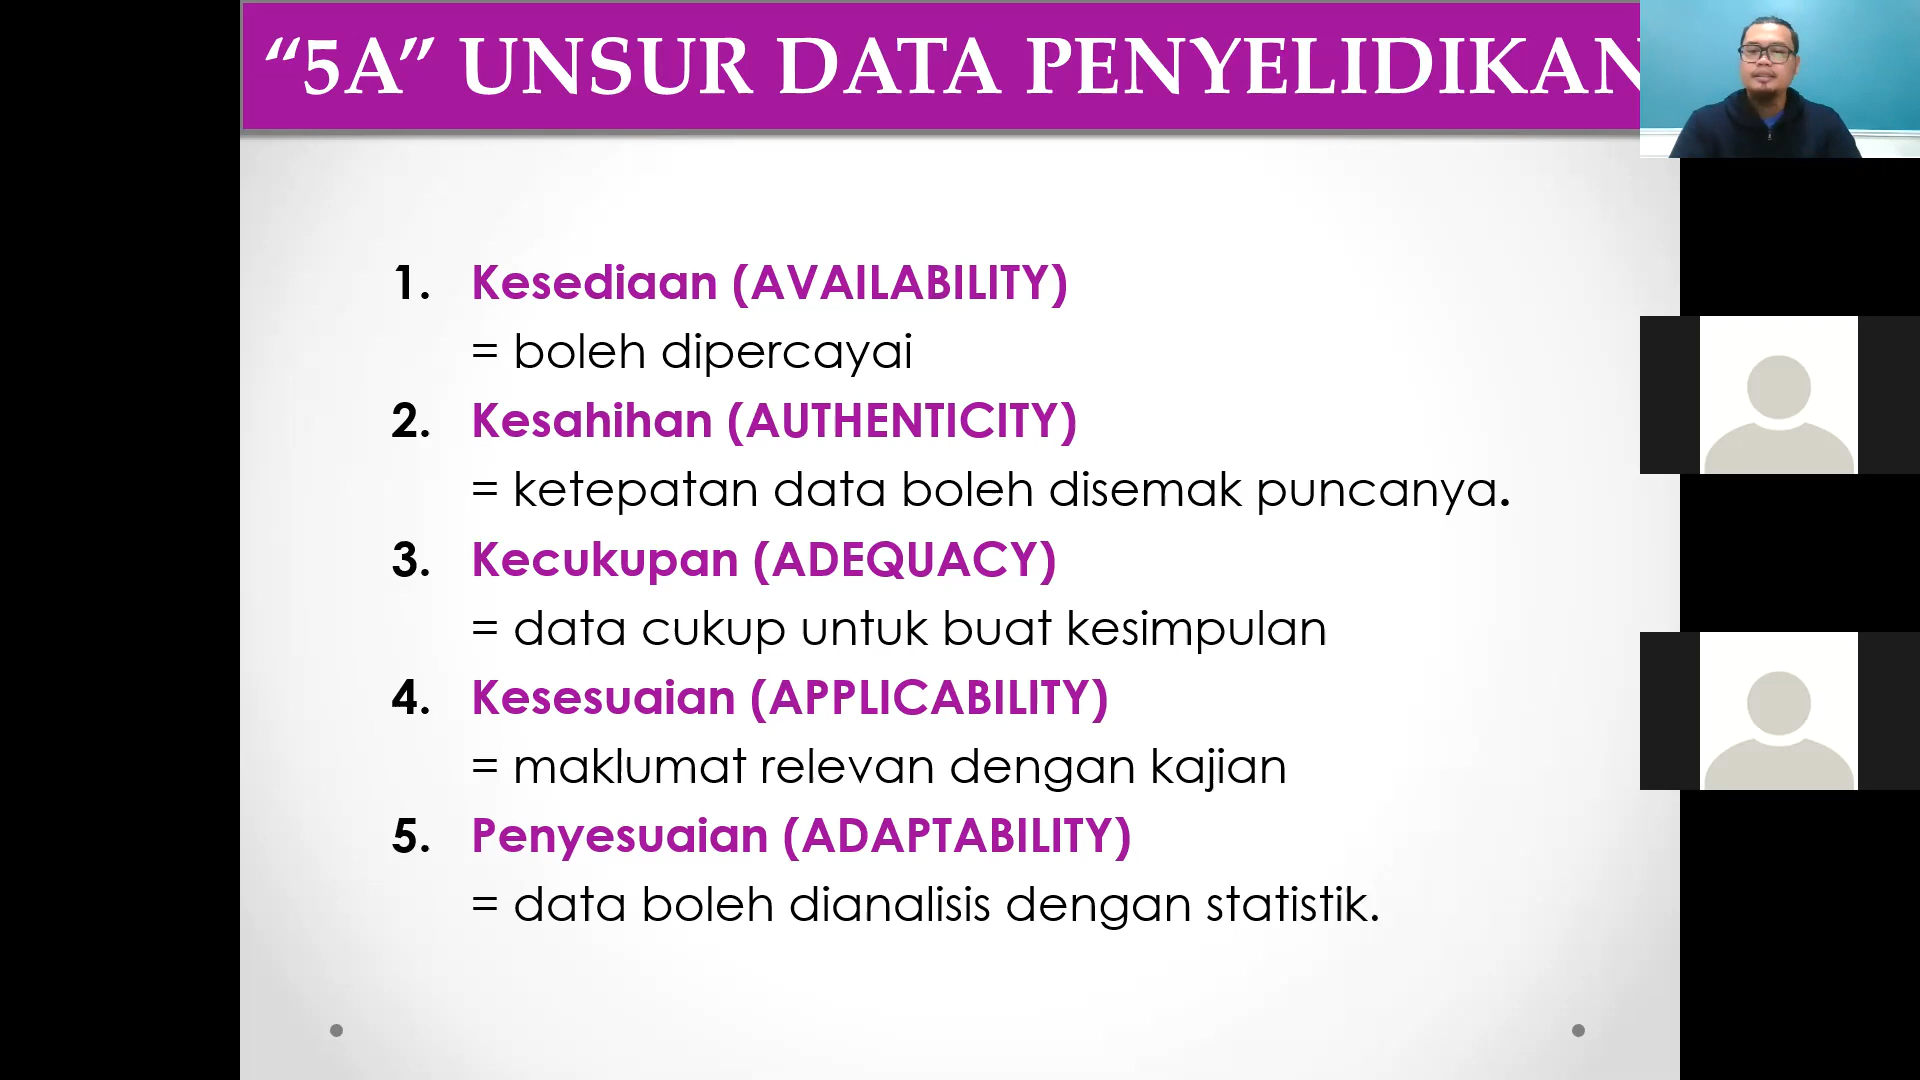 “5A” UNSUR DATA PENYELIDIKAN
1. Kesediaan (AVAILABILITY)
= boleh dipercayai
2. Kesahihan (AUTHENTICITY)
= ketepatan data boleh disemak puncanya.
3. Kecukupan (ADEQUACY)
= data cukup untuk buat kesimpulan
4. Kesesuaian (APPLICABILITY)
= maklumat relevan dengan kajian
5. Penyesuaian (ADAPTABILITY)
= data boleh dianalisis dengan statistik.